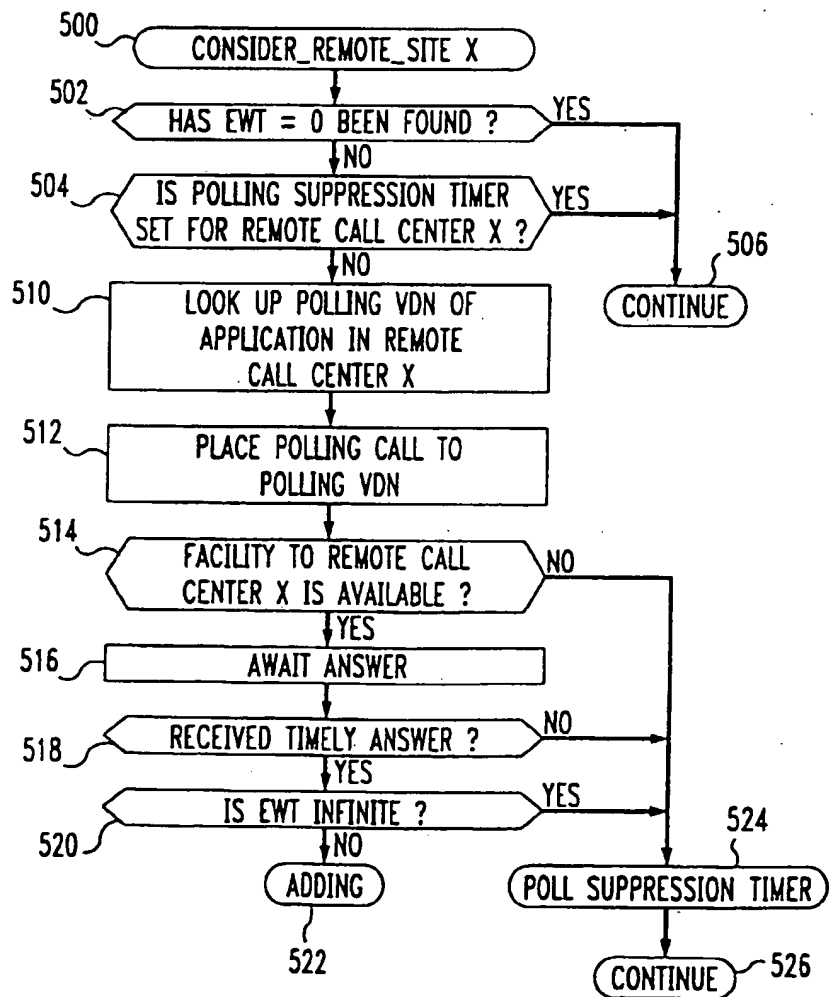 500
CONSIDER_REMOTE_SITE X
502
HAS EWT = 0 BEEN FOUND ?
YES
NO
504
IS POLLING SUPPRESSION TIMER
SET FOR REMOTE CALL CENTER X ?
YES
NO
506
CONTINUE
510
LOOK UP POLLING VDN OF
APPLICATION IN REMOTE
CALL CENTER X
512
PLACE POLLING CALL TO
POLLING VDN
514
FACILITY TO REMOTE CALL
CENTER X IS AVAILABLE ?
NO
YES
516
AWAIT ANSWER
518
RECEIVED TIMELY ANSWER ?
NO
YES
520
IS EWT INFINITE ?
YES
NO
522
ADDING
524
POLL SUPPRESSION TIMER
CONTINUE
526